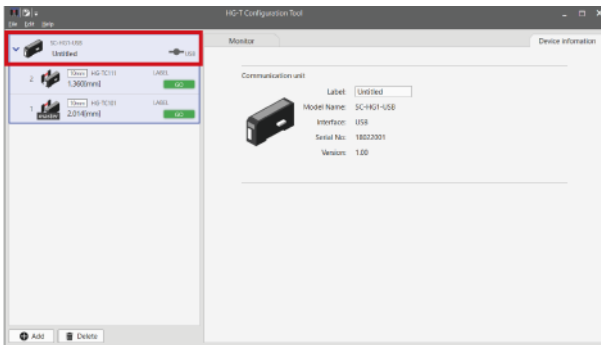 HG-T Configuration Tool
File Edit Help
SC-HG1-USB
Untitled
USB
2
10mm HG-TC111
LABEL
1.360[mm]
GO
1
10mm HG-TC101
LABEL
2.014[mm]
GO
Add
Delete
Monitor
Device information
Communication unit
Label: Untitled
Model Name: SC-HG1-USB
Interface: USB
Serial No: 18022001
Version: 1.00